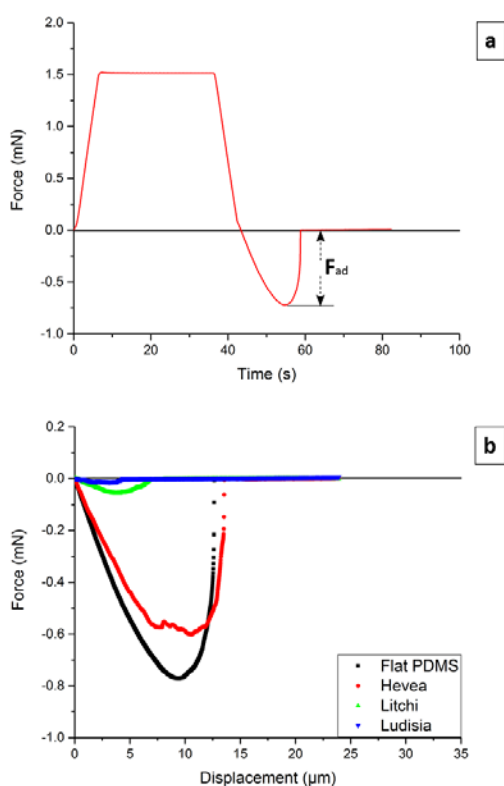 a
2.0
1.5
1.0
0.5
0.0
-0.5
-1.0
Force (mN)
Fad
0 20 40 60 80 100
Time (s)
b
0.2
0.0
-0.2
-0.4
-0.6
-0.8
-1.0
Force (mN)
Flat PDMS
Hevea
Litchi
Ludisia
0 5 10 15 20 25 30 35
Displacement (µm)